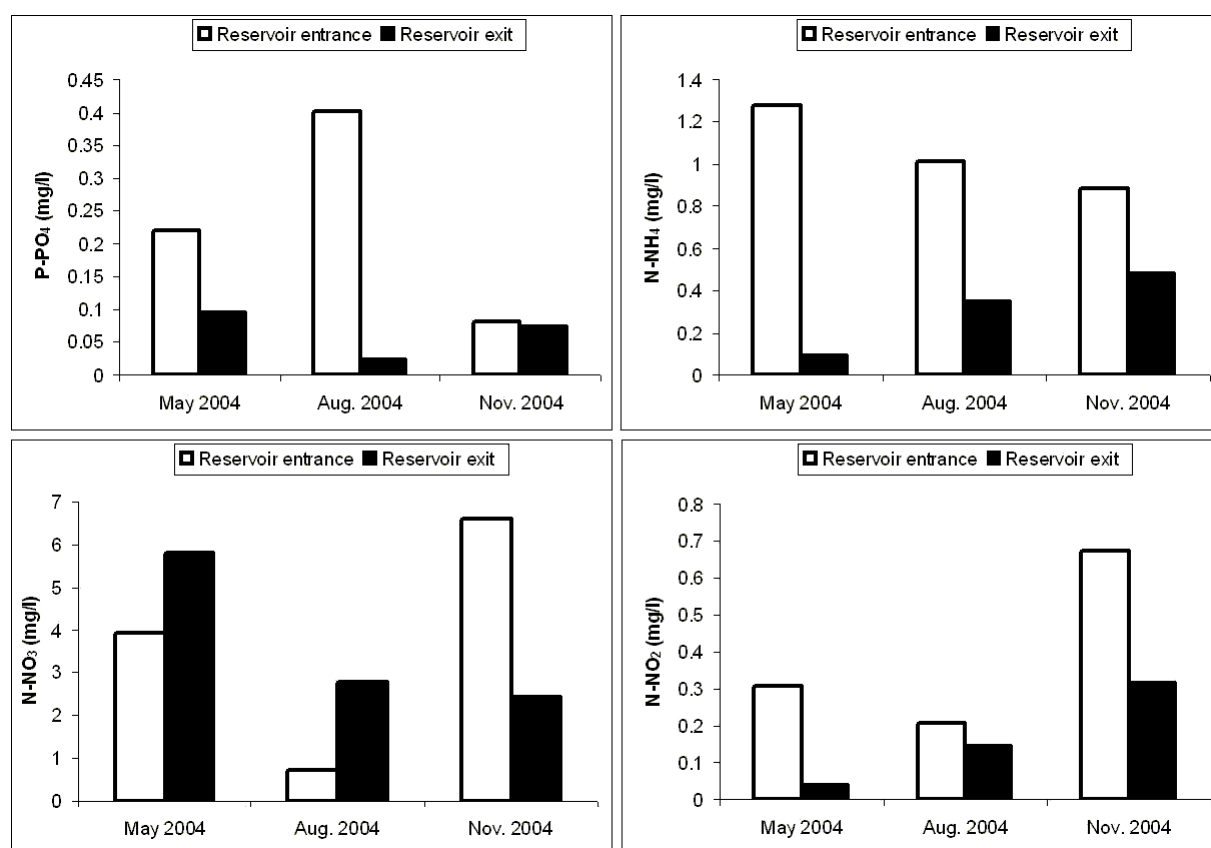 Reservoir entrance Reservoir exit
P-PO₄ (mg/l)
0.45
0.4
0.35
0.3
0.25
0.2
0.15
0.1
0.05
0
May 2004 Aug. 2004 Nov. 2004
Reservoir entrance Reservoir exit
N-NH₄ (mg/l)
1.4
1.2
1
0.8
0.6
0.4
0.2
0
May 2004 Aug. 2004 Nov. 2004
Reservoir entrance Reservoir exit
N-NO₃ (mg/l)
7
6
5
4
3
2
1
0
May 2004 Aug. 2004 Nov. 2004
Reservoir entrance Reservoir exit
N-NO₂ (mg/l)
0.8
0.7
0.6
0.5
0.4
0.3
0.2
0.1
0
May 2004 Aug. 2004 Nov. 2004